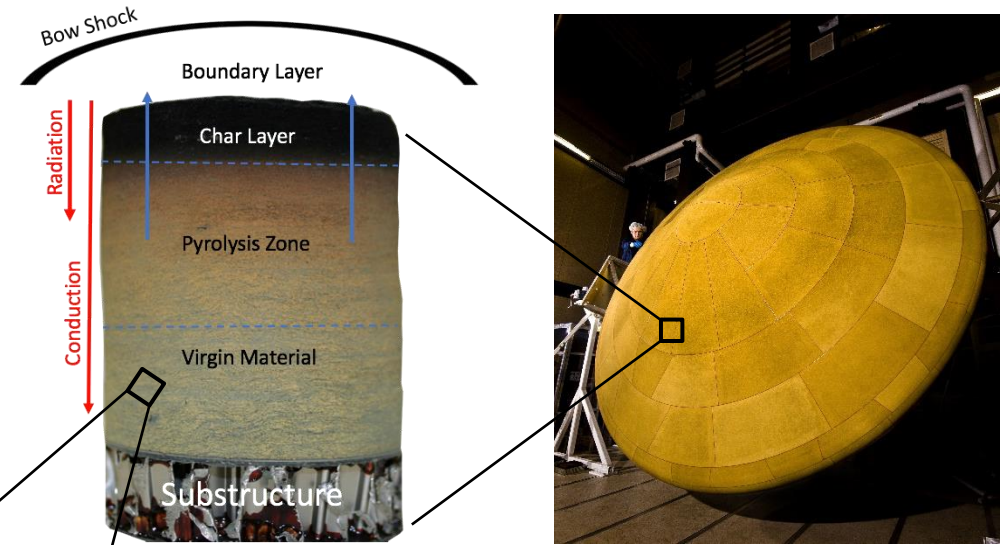 Bow Shock
Boundary Layer
Char Layer
Radiation
Pyrolysis Zone
Conduction
Virgin Material
Substructure